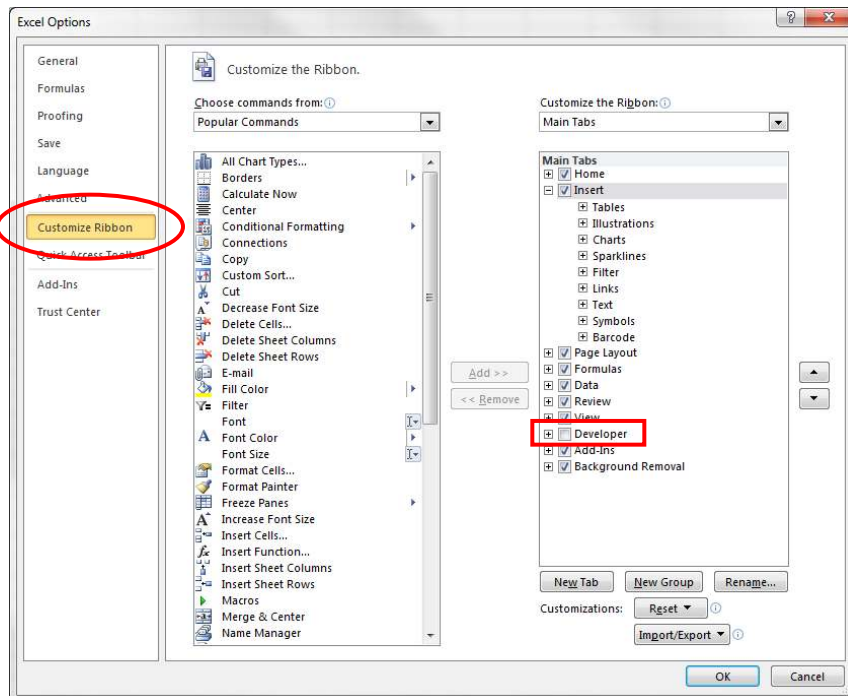 Excel Options
General
Formulas
Proofing
Save
Language
Advanced
Customize Ribbon
Quick Access Toolbar
Add-Ins
Trust Center
Customize the Ribbon.
Choose commands from:
Popular Commands
All Chart Types...
Borders
Calculate Now
Center
Conditional Formatting
Connections
Copy
Custom Sort...
Cut
Decrease Font Size
Delete Cells...
Delete Sheet Columns
Delete Sheet Rows
E-mail
Fill Color
Filter
Font
Font Color
Font Size
Format Cells...
Format Painter
Freeze Panes
Increase Font Size
Insert Cells...
Insert Function...
Insert Sheet Columns
Insert Sheet Rows
Macros
Merge & Center
Name Manager
Add >>
<< Remove
Customize the Ribbon:
Main Tabs
Main Tabs
Home
Insert
Tables
Illustrations
Charts
Sparklines
Filter
Links
Text
Symbols
Barcode
Page Layout
Formulas
Data
Review
View
Developer
Add-Ins
Background Removal
New Tab
New Group
Rename...
Customizations:
Reset
Import/Export
OK
Cancel